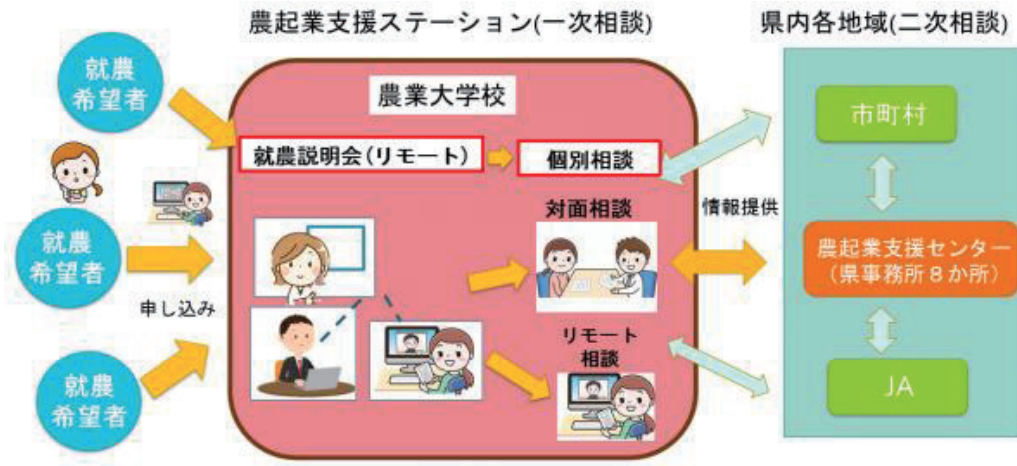 農起業支援ステーション(一次相談)
県内各地域(二次相談)
就農
希望者
就農
希望者
申し込み
就農
希望者
農業大学校
就農説明会(リモート)
個別相談
対面相談
リモート
相談
情報提供
市町村
農起業支援センター
(県事務所8か所)
JA